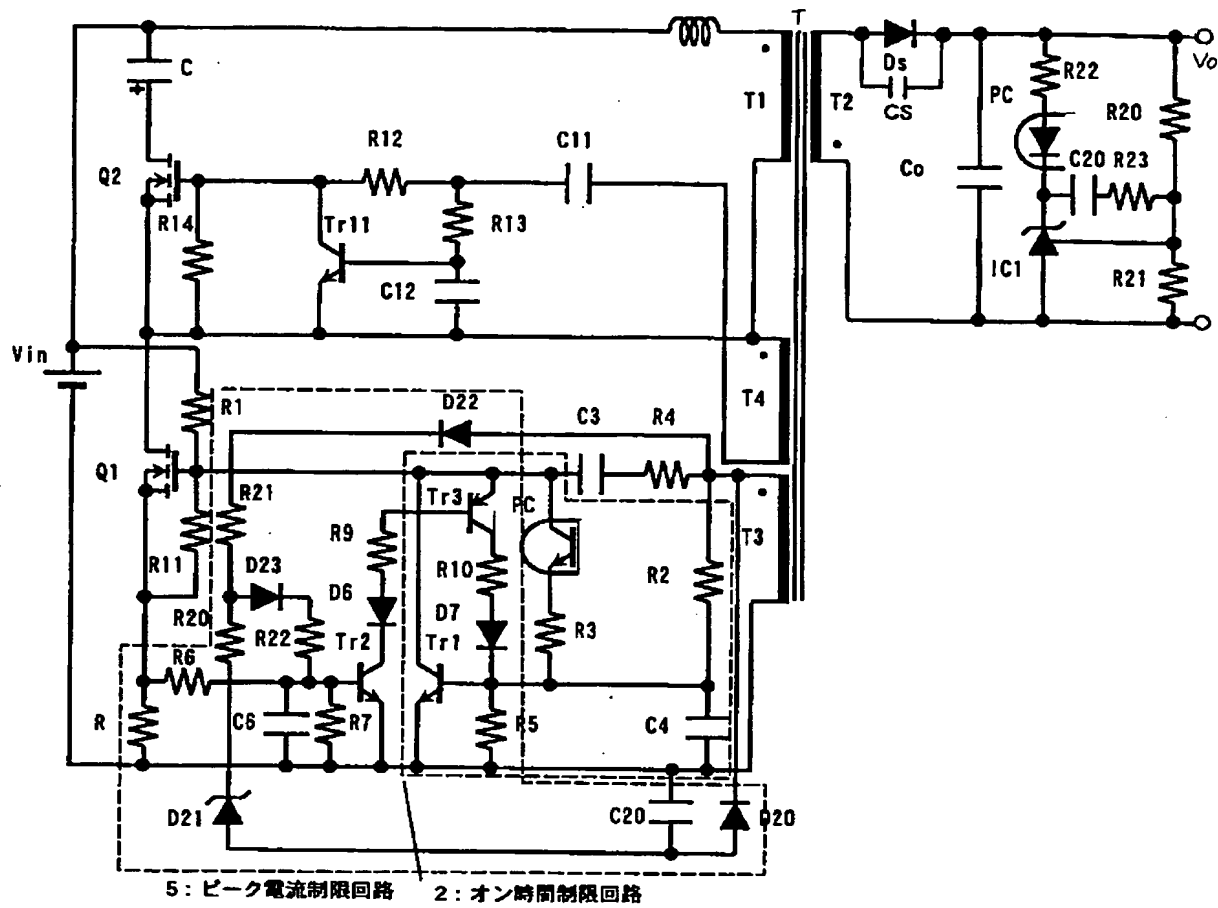 T
C
Ds
CS
Vo
R22
PC
R20
T1
T2
C11
R12
Q2
Co
C20
R23
R14
Tr11
R13
C12
IC1
R21
Vin
R1
D22
C3
R4
T4
Q1
R21
Tr3
PC
T3
R11
R9
D23
R10
R2
D6
D7
R20
R22
R3
R6
Tr2
Tr1
R
C6
R7
R5
C4
D21
C20
D20
5:ピーク電流制限回路
2:オン時間制限回路